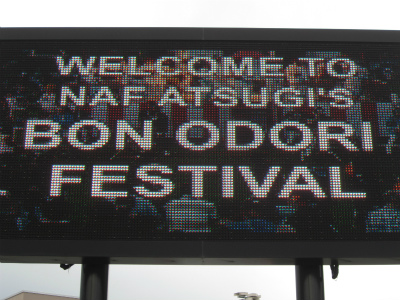 WELCOME TO
NAF ATSUGI'S
BON ODORI
FESTIVAL